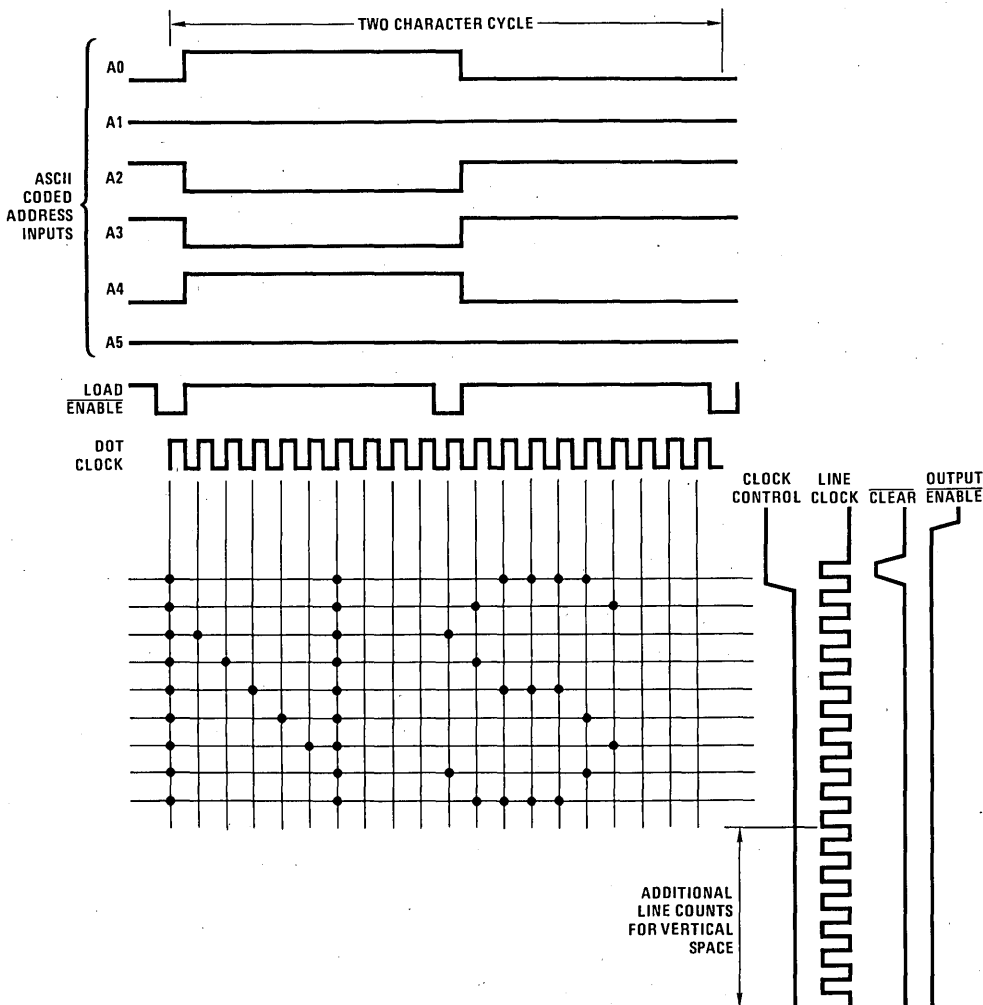 TWO CHARACTER CYCLE
A0
A1
A2
A3
A4
A5
ASCII
CODED
ADDRESS
INPUTS
LOAD
ENABLE
DOT
CLOCK
CLOCK
CONTROL
LINE
CLOCK
CLEAR
OUTPUT
ENABLE
ADDITIONAL
LINE COUNTS
FOR VERTICAL
SPACE